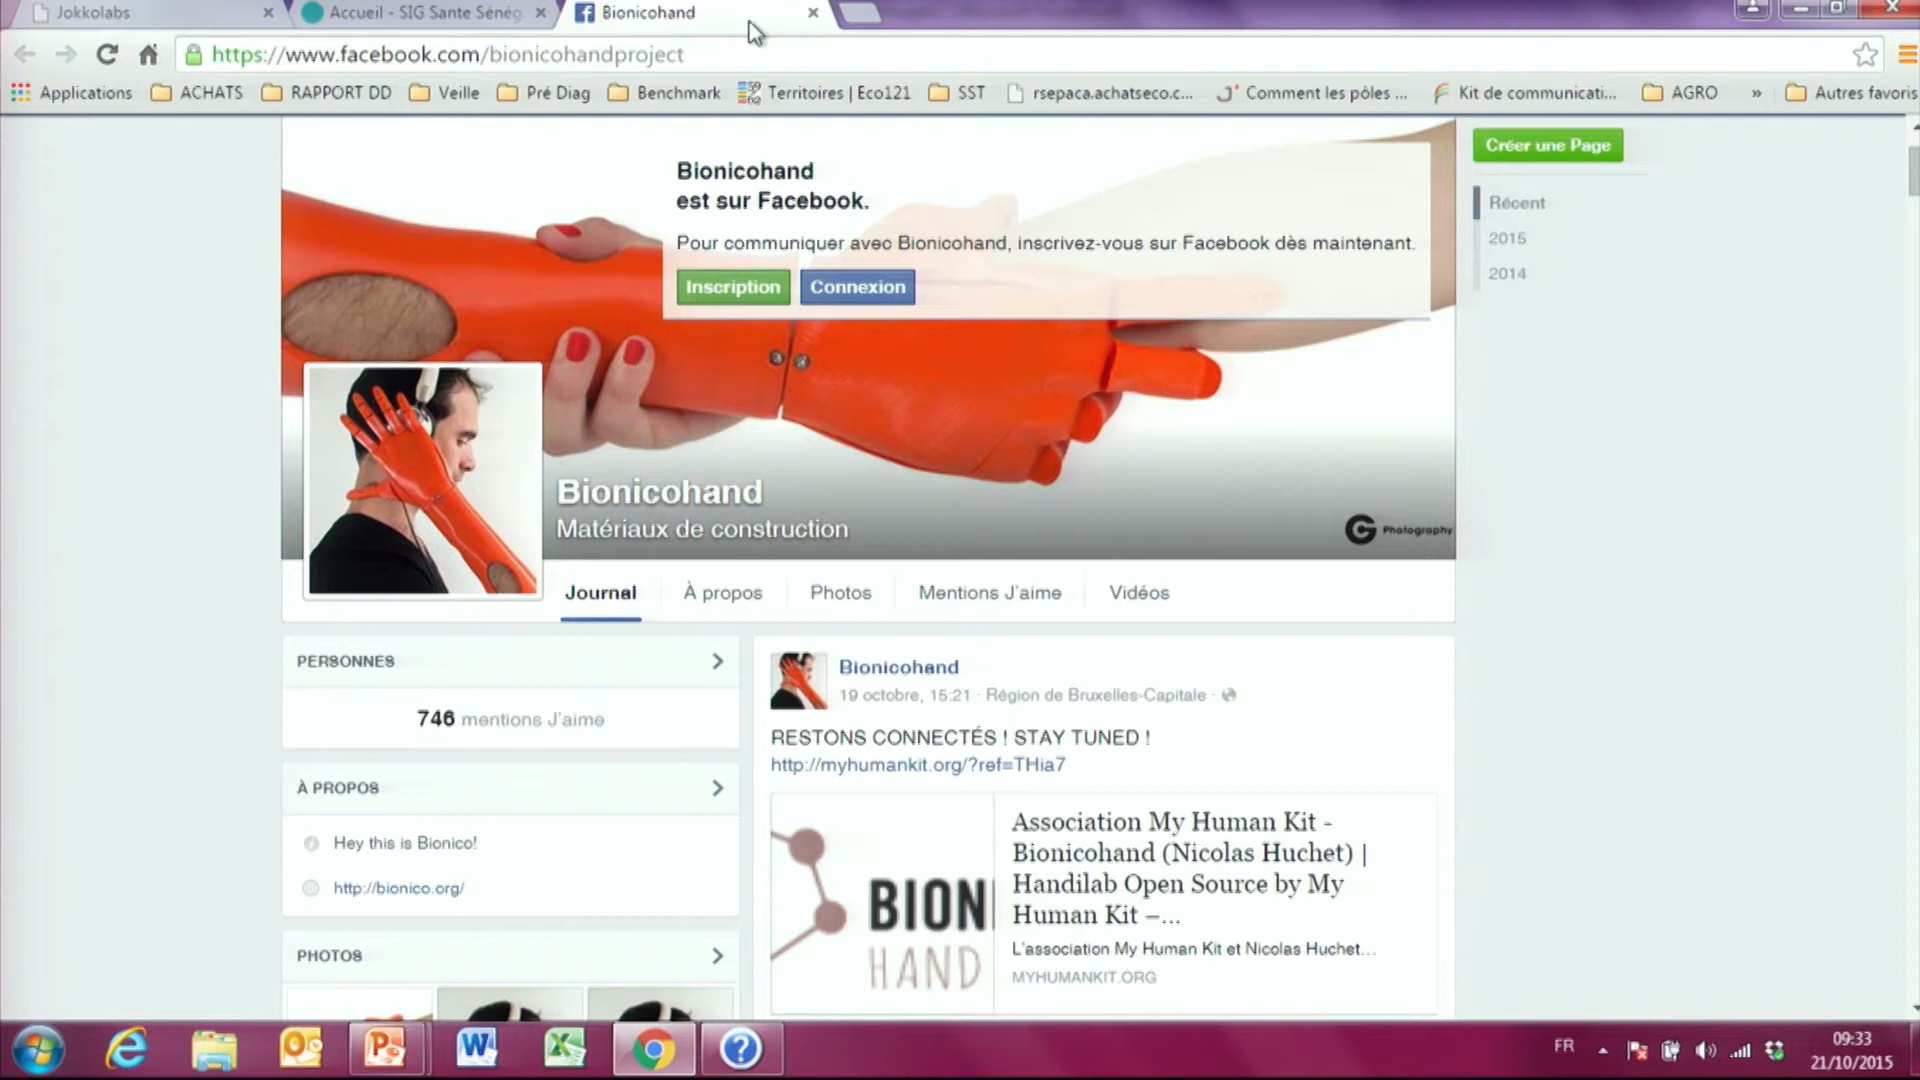 Jokkolabs
Accueil - SIG Sante Sénég
Bionicohand
https://www.facebook.com/bionicohandproject
Applications
ACHATS
RAPPORT DD
Veille
Pré Diag
Benchmark
Territoires | Eco121
SST
rsepaca.achatseco.c...
Comment les pôles ...
Kit de communicati...
AGRO
»
Autres favoris
Bionicohand
est sur Facebook.
Pour communiquer avec Bionicohand, inscrivez-vous sur Facebook dès maintenant.
Inscription
Connexion
Créer une Page
Récent
2015
2014
Bionicohand
Matériaux de construction
G Photography
Journal
À propos
Photos
Mentions J'aime
Vidéos
PERSONNES
746 mentions J'aime
À PROPOS
Hey this is Bionico!
http://bionico.org/
PHOTOS
Bionicohand
19 octobre, 15:21 · Région de Bruxelles-Capitale ·
RESTONS CONNECTÉS ! STAY TUNED !
http://myhumankit.org/?ref=THia7
BION
HAND
Association My Human Kit -
Bionicohand (Nicolas Huchet) |
Handilab Open Source by My
Human Kit –...
L'association My Human Kit et Nicolas Huchet...
MYHUMANKIT.ORG
FR
09:33
21/10/2015